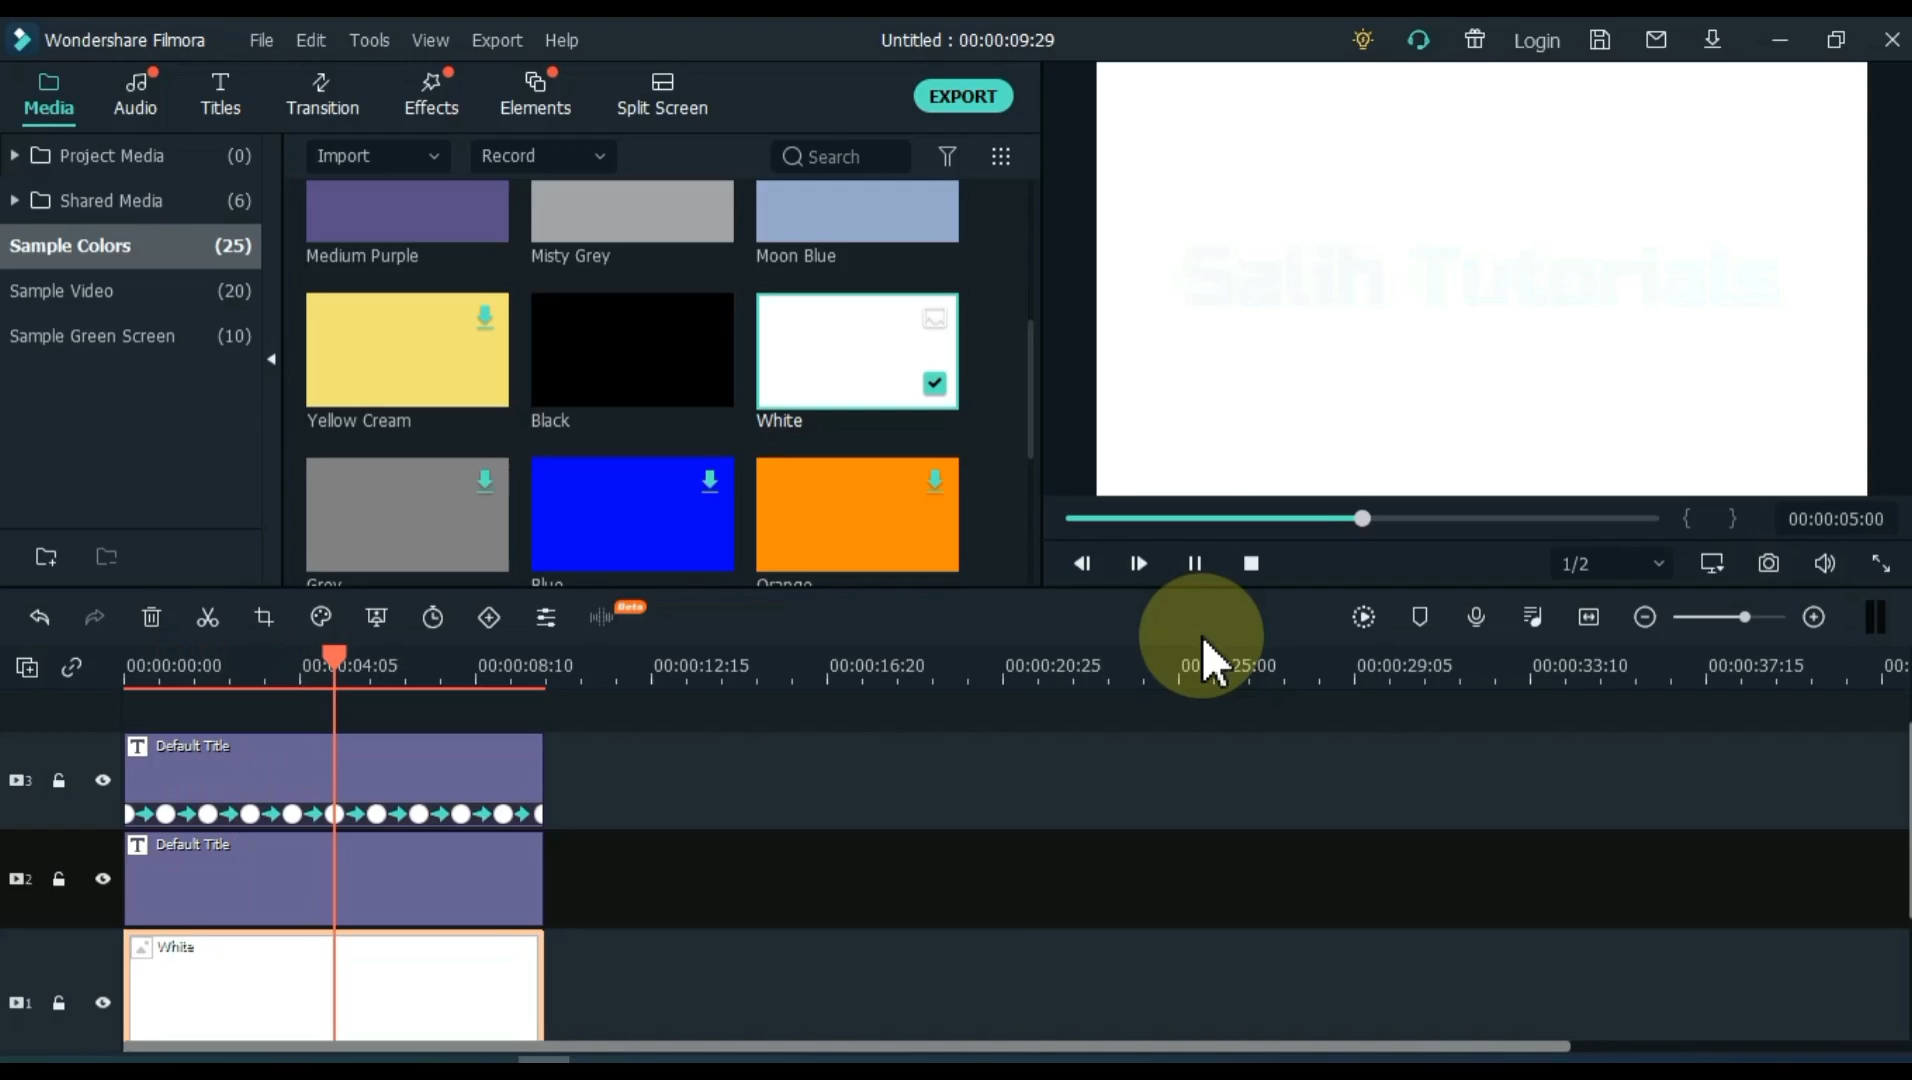 Wondershare Filmora File Edit Tools View Export Help Untitled : 00:00:09:29 Login
Media Audio Titles Transition Effects Elements Split Screen EXPORT
Project Media (0)
Shared Media (6)
Sample Colors (25)
Sample Video (20)
Sample Green Screen (10)
Import Record Search
Medium Purple Misty Grey Moon Blue
Yellow Cream Black White
Grey Blue Orange
Salih Tutorials
{ } 00:00:05:00
1/2
Beta
00:00:00:00 00:00:04:05 00:00:08:10 00:00:12:15 00:00:16:20 00:00:20:25 00:00:25:00 00:00:29:05 00:00:33:10 00:00:37:15 00:
T Default Title
3
T Default Title
2
White
1